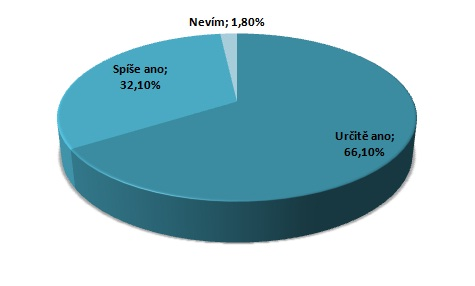 Nevím; 1,80%
Spíše ano;
32,10%
Určitě ano;
66,10%